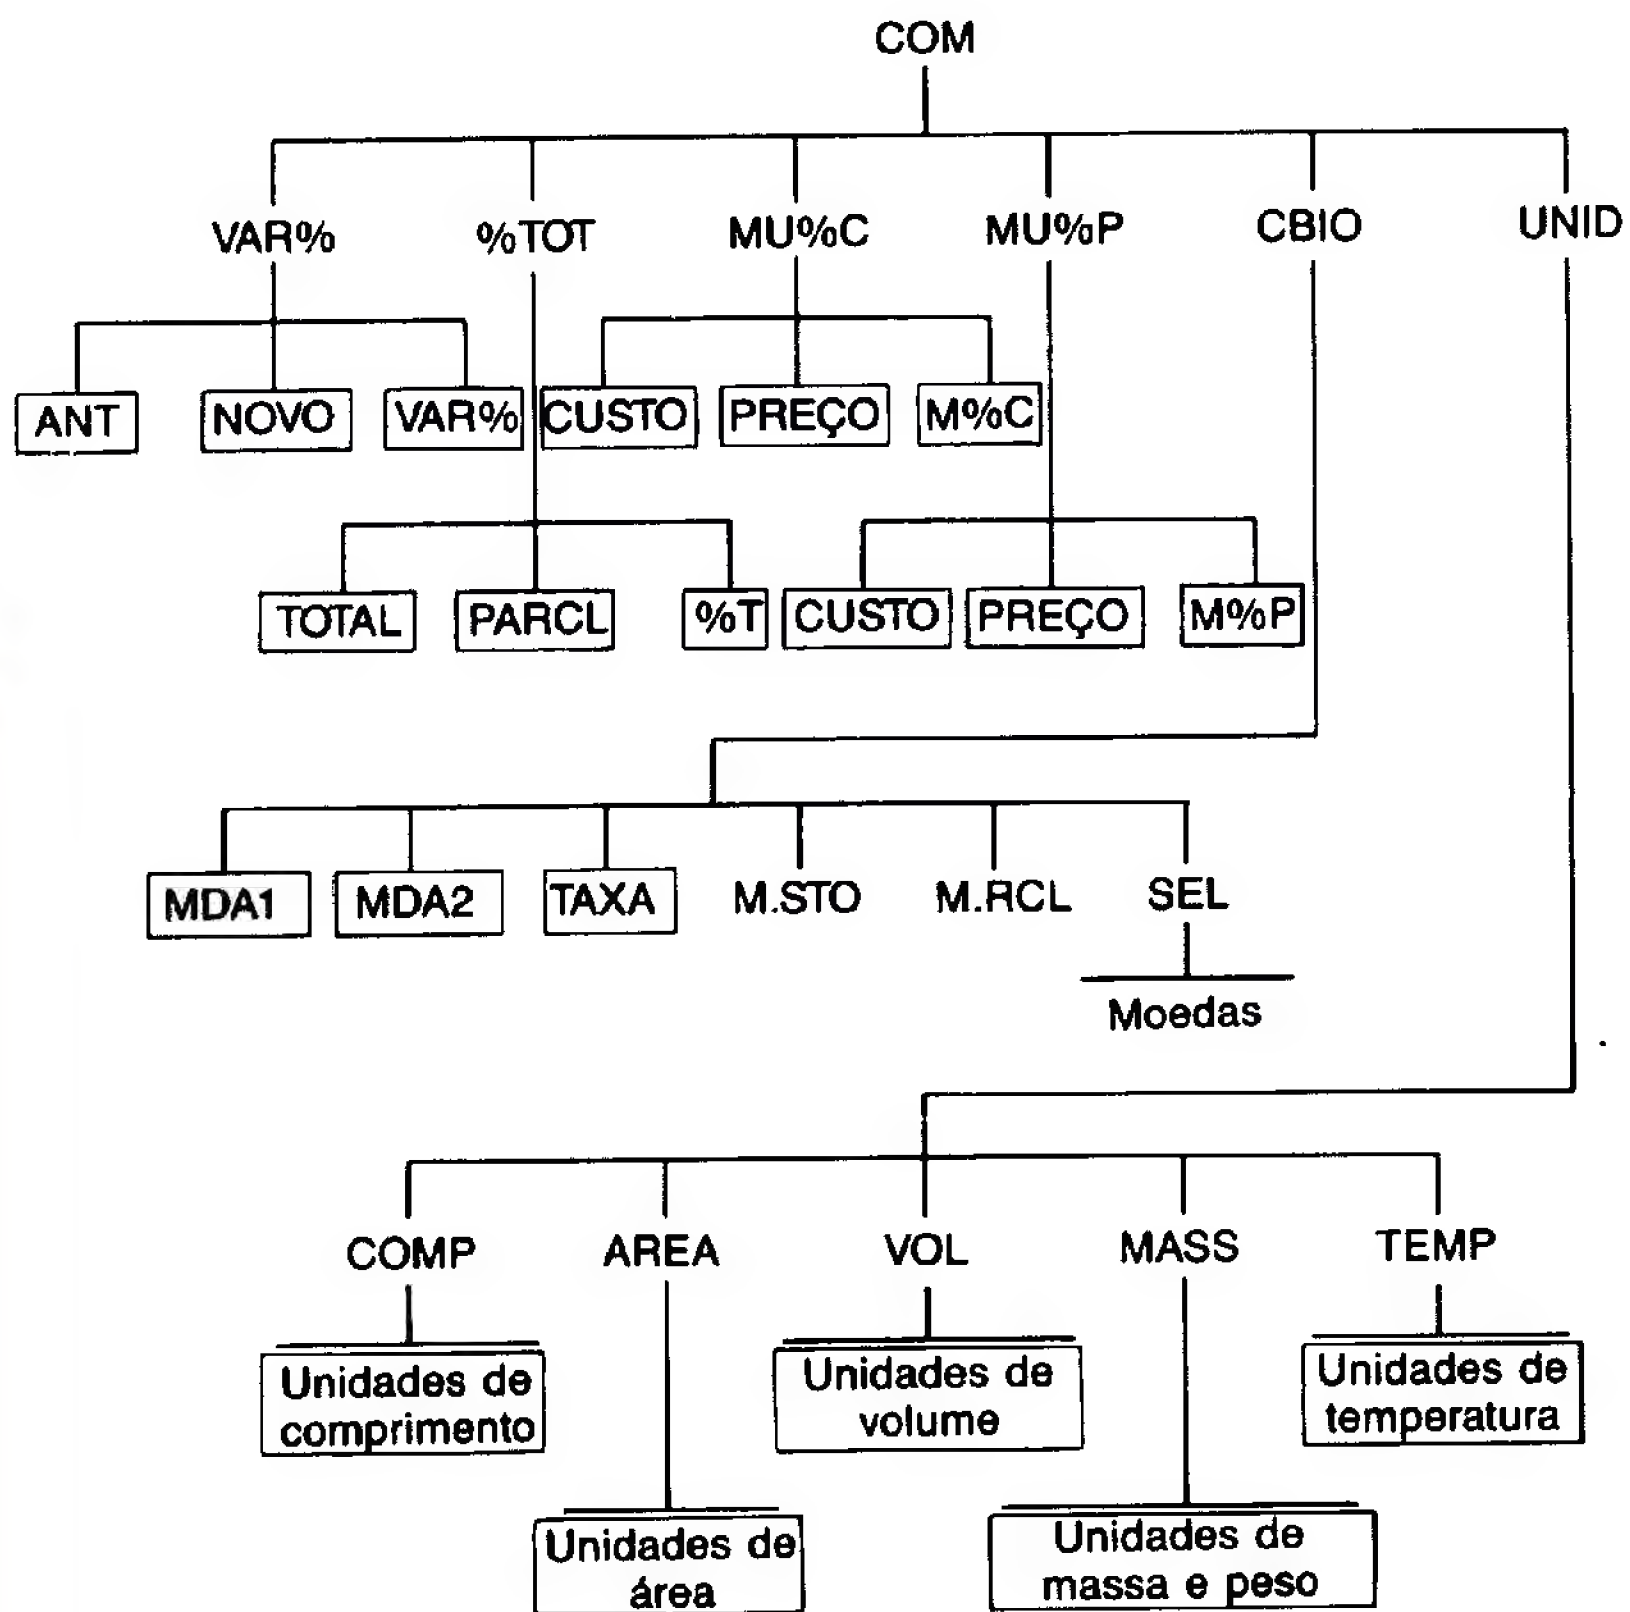 COM
VAR% %TOT MU%C MU%P CBIO UNID
ANT NOVO VAR% CUSTO PREÇO M%C
TOTAL PARCL %T CUSTO PREÇO M%P
MDA1 MDA2 TAXA M.STO M.RCL SEL
Moedas
COMP AREA VOL MASS TEMP
Unidades de
comprimento
Unidades de
volume
Unidades de
temperatura
Unidades de
área
Unidades de
massa e peso